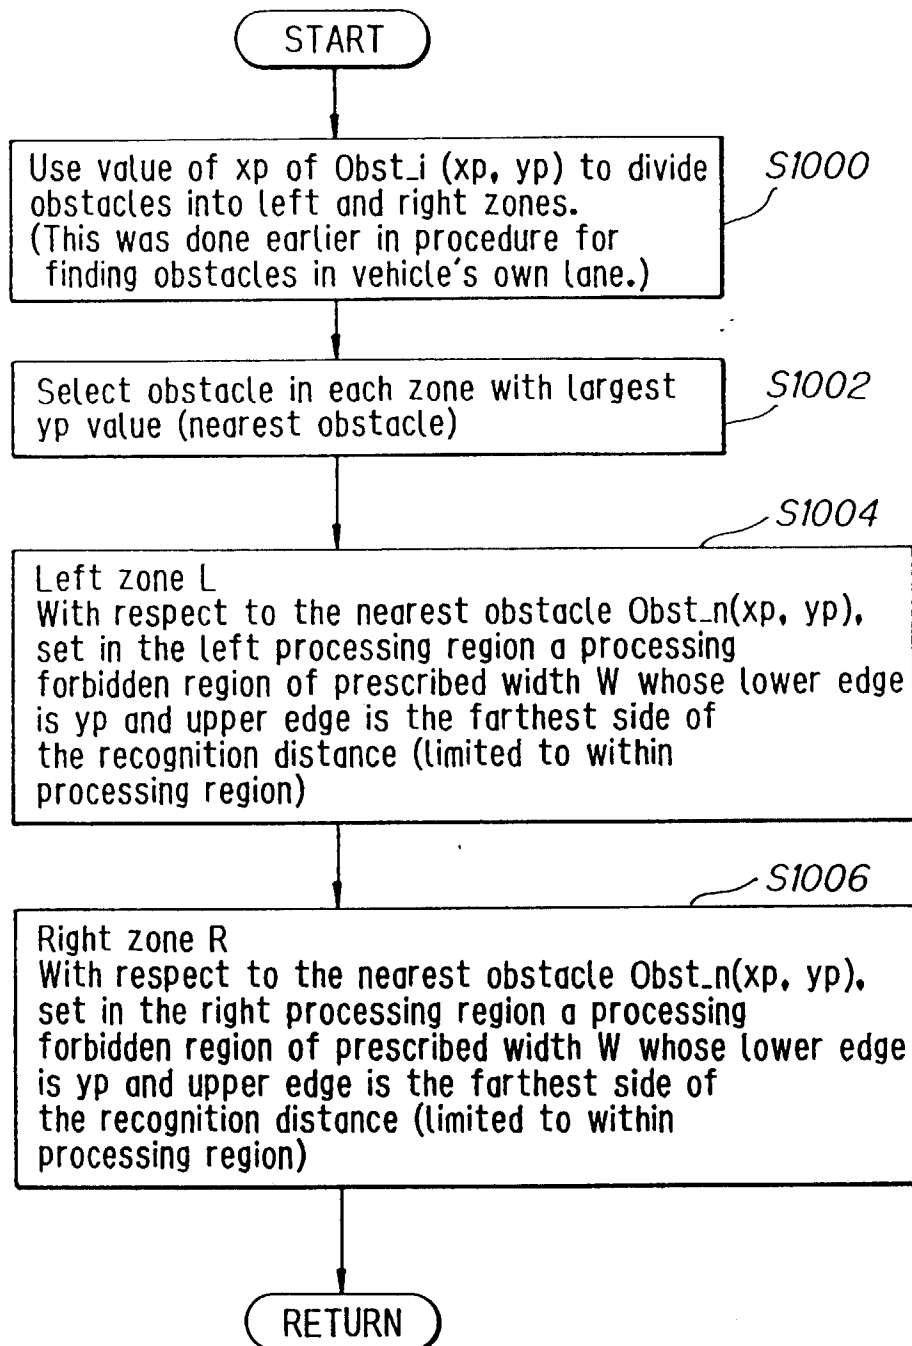 START
Use value of xp of Obst_i (xp, yp) to divide
obstacles into left and right zones.
(This was done earlier in procedure for
finding obstacles in vehicle's own lane.)
S1000
Select obstacle in each zone with largest
yp value (nearest obstacle)
S1002
S1004
Left zone L
With respect to the nearest obstacle Obst_n(xp, yp),
set in the left processing region a processing
forbidden region of prescribed width W whose lower edge
is yp and upper edge is the farthest side of
the recognition distance (limited to within
processing region)
S1006
Right zone R
With respect to the nearest obstacle Obst_n(xp, yp),
set in the right processing region a processing
forbidden region of prescribed width W whose lower edge
is yp and upper edge is the farthest side of
the recognition distance (limited to within
processing region)
RETURN